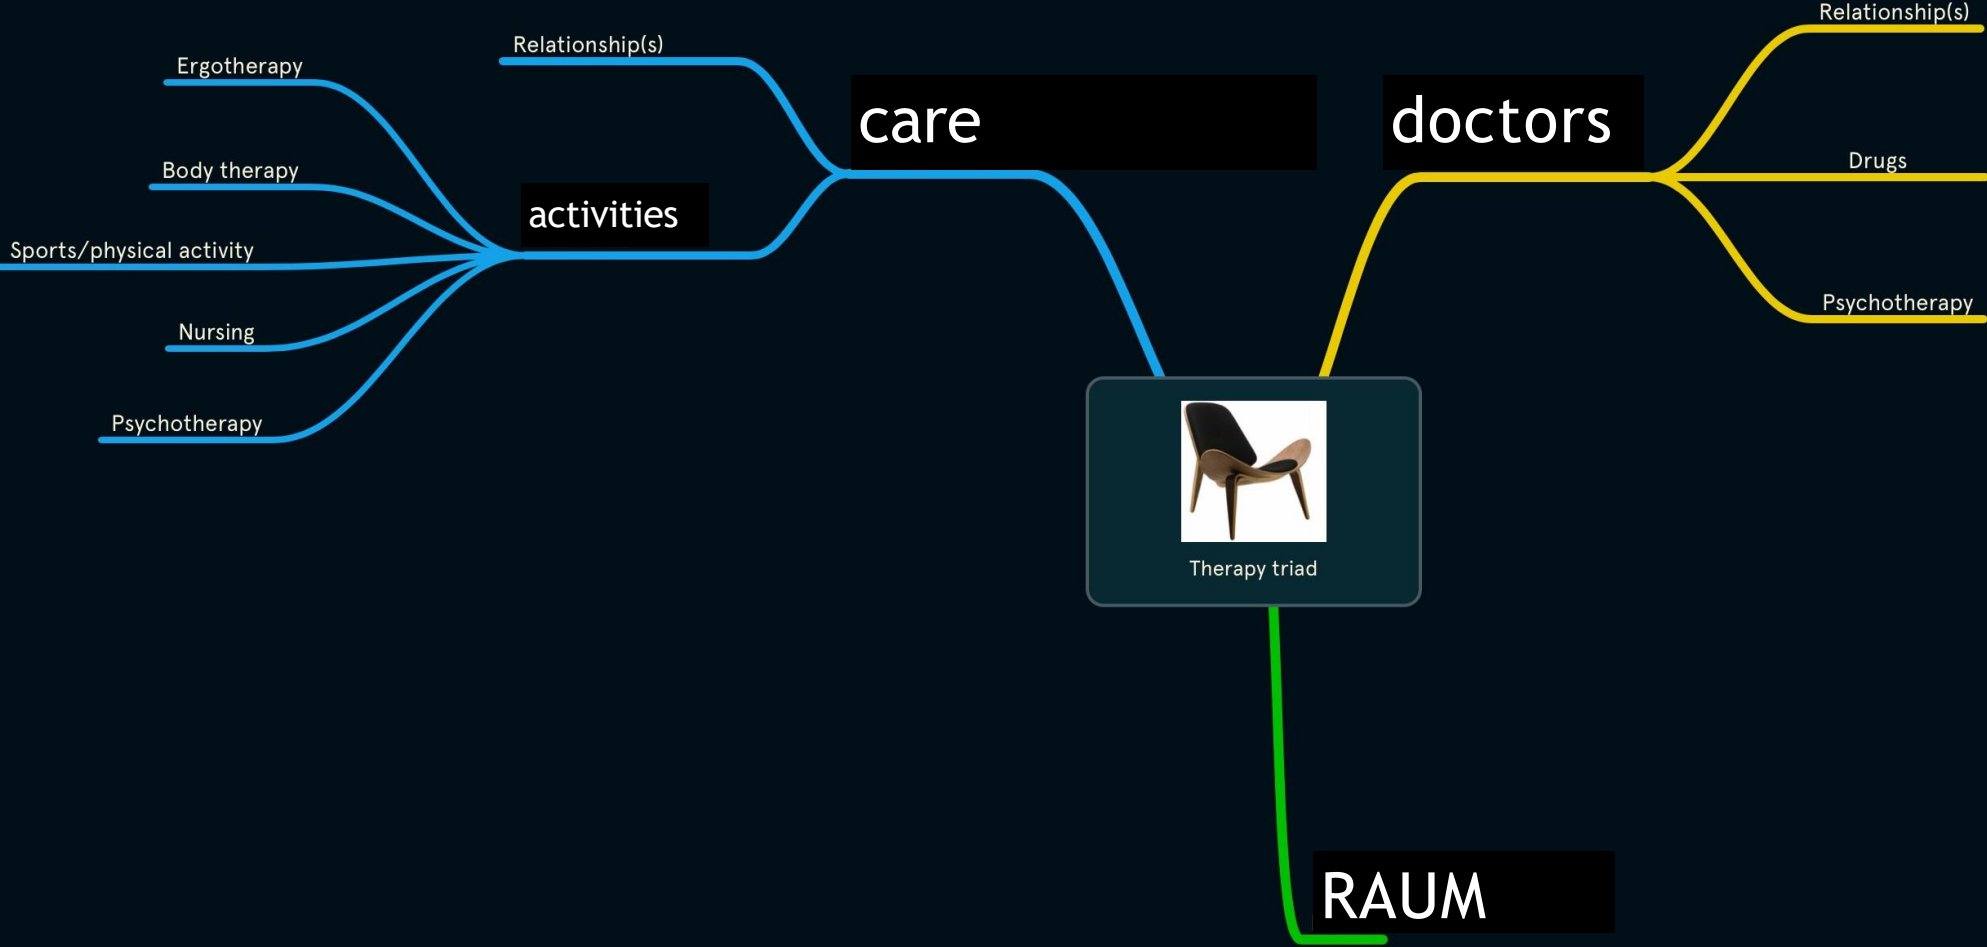 Relationship(s)
Ergotherapy
Body therapy
Sports/physical activity
Nursing
Psychotherapy
activities
care
doctors
Relationship(s)
Drugs
Psychotherapy
Therapy triad
RAUM